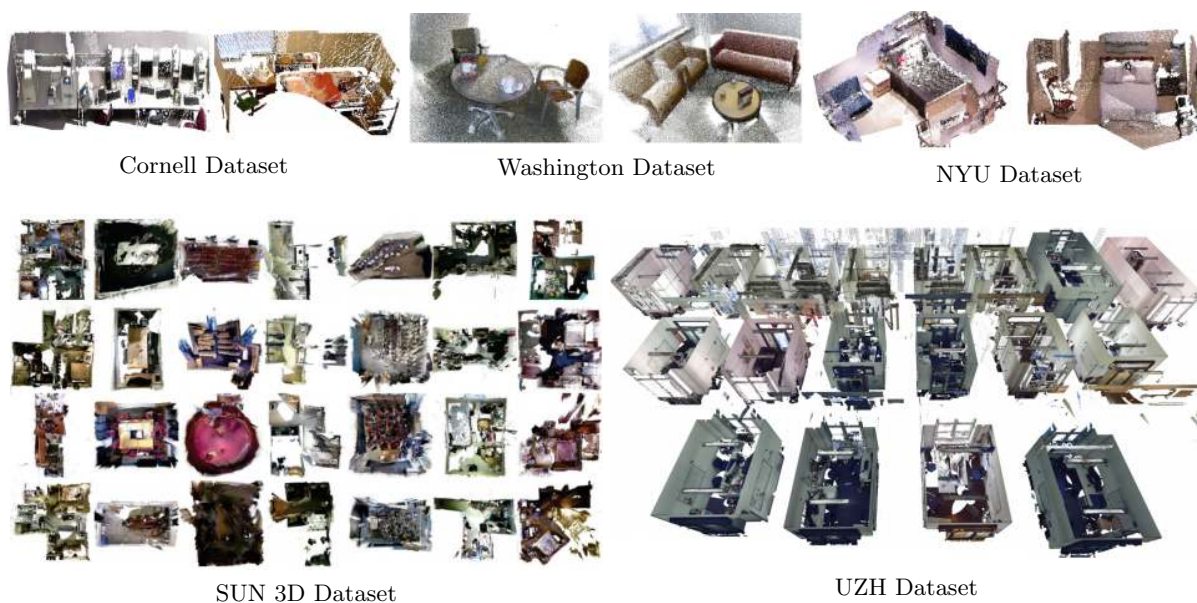 Cornell Dataset
Washington Dataset
NYU Dataset
SUN 3D Dataset
UZH Dataset